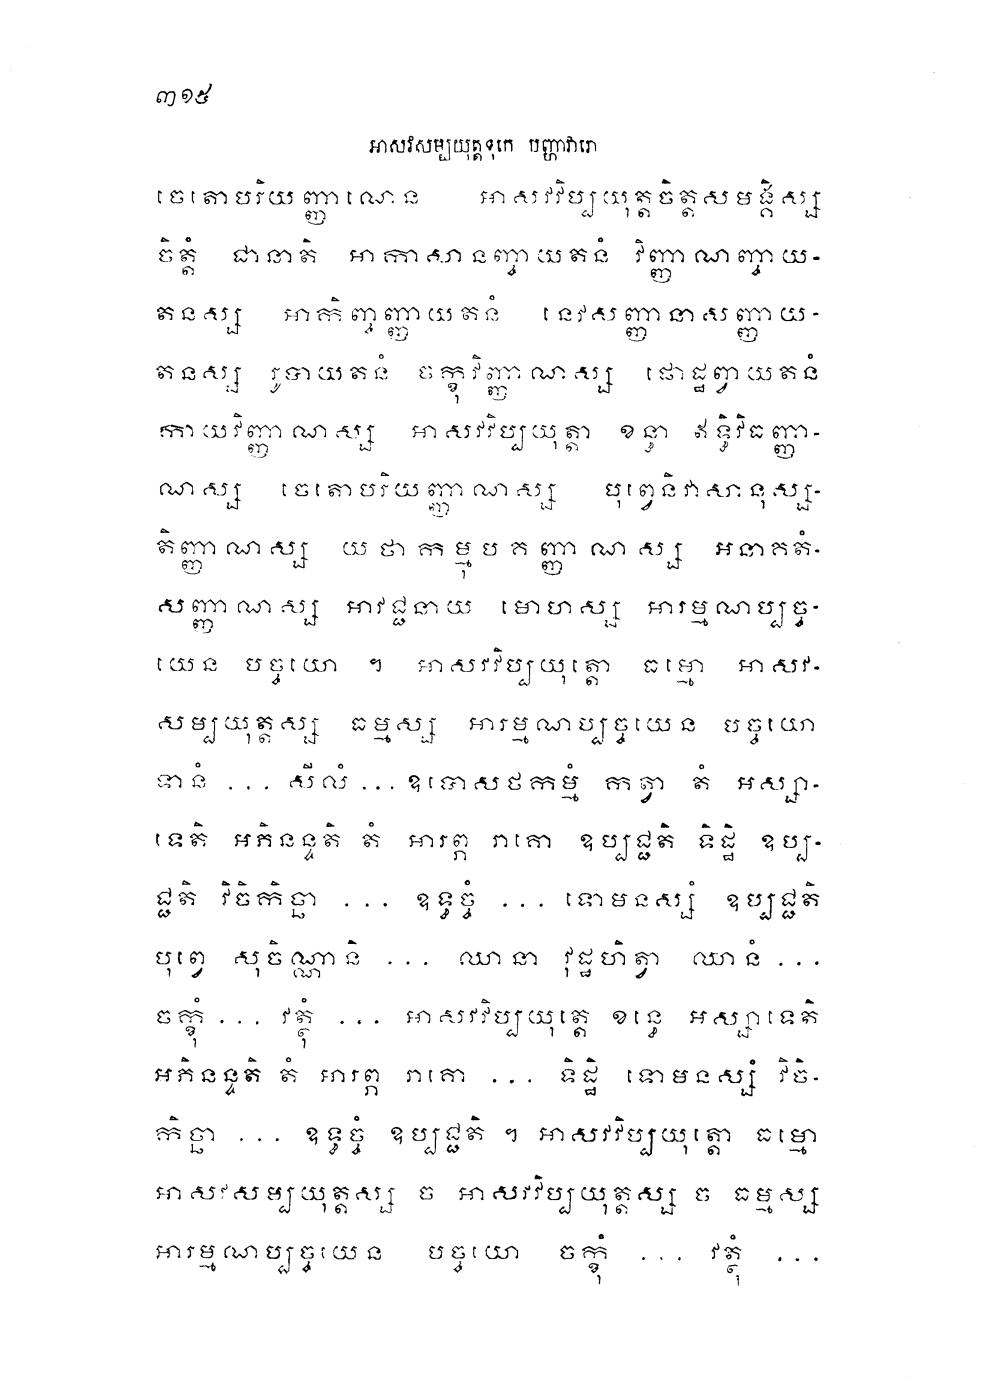 ៣១៥
អាសវសម្បយុត្តទុកេ បញ្ហាវារោ
ចេតោបរិយញ្ញាណេន អាសវវិប្បយុត្តចិត្តសមង្គិស្ស
ចិត្តំ ជានាតិ អាកាសានញ្ចាយតនំ វិញ្ញាណញ្ចាយ-
តនស្ស អាកិញ្ចញ្ញាយតនំ នេវសញ្ញានាសញ្ញាយ-
តនស្ស រូបាយតនំ ចក្ខុវិញ្ញាណស្ស ផោដ្ឋព្វាយតនំ
កាយវិញ្ញាណស្ស អាសវវិប្បយុត្តា ខន្ធា ឥទ្ធិវិធញ្ញា-
ណស្ស ចេតោបរិយញ្ញាណស្ស បុព្វេនិវាសានុស្ស-
តិញ្ញាណស្ស យថាកម្មុបគញ្ញាណស្ស អនាគតំ-
សញ្ញាណស្ស អាវជ្ជនាយ មោហស្ស អារម្មណប្បច្ច-
យេន បច្ចយោ ។ អាសវវិប្បយុត្តោ ធម្មោ អាសវ-
សម្បយុត្តស្ស ធម្មស្ស អារម្មណប្បច្ចយេន បច្ចយោ
ទានំ ... សីលំ ... ឧបោសថកម្មំ កត្វា តំ អស្សា-
ទេតិ អភិនន្ទតិ តំ អារព្ភ រាគោ ឧប្បជ្ជតិ ទិដ្ឋិ ឧប្ប-
ជ្ជតិ វិចិកិច្ឆា ... ឧទ្ធច្ចំ ... ទោមនស្សំ ឧប្បជ្ជតិ
បុព្វេ សុចិណ្ណានិ ... ឈានា វុដ្ឋហិត្វា ឈានំ ...
ចក្ខុំ ... វត្ថុំ ... អាសវវិប្បយុត្តេ ខន្ធេ អស្សាទេតិ
អភិនន្ទតិ តំ អារព្ភ រាគោ ... ទិដ្ឋិ ទោមនស្សំ វិចិ-
កិច្ឆា ... ឧទ្ធច្ចំ ឧប្បជ្ជតិ ។ អាសវវិប្បយុត្តោ ធម្មោ
អាសវសម្បយុត្តស្ស ច អាសវវិប្បយុត្តស្ស ច ធម្មស្ស
អារម្មណប្បច្ចយេន បច្ចយោ ចក្ខុំ ... វត្ថុំ ...